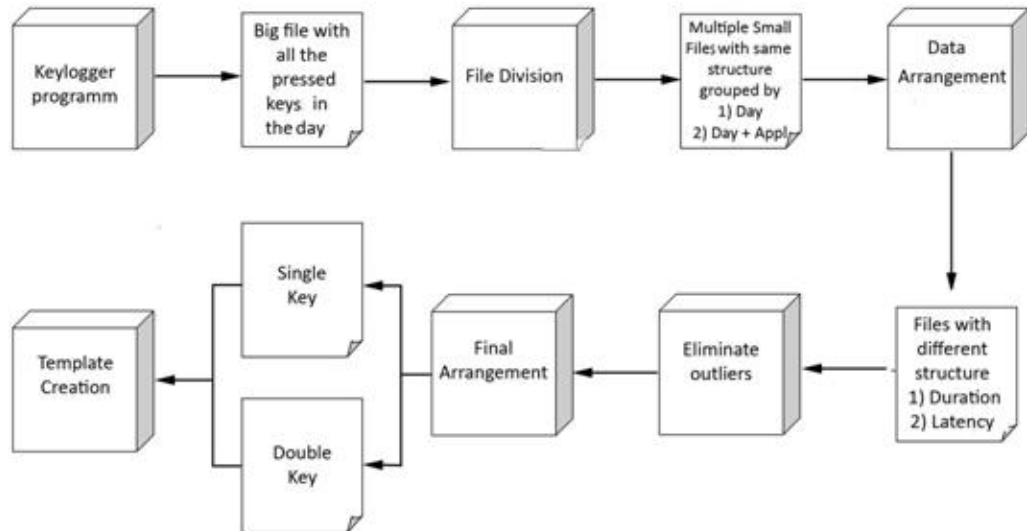 Keylogger
programm
Big file with
all the
pressed
keys in
the day
File Division
Multiple Small
Files with same
structure
grouped by
1) Day
2) Day + Appl.
Data
Arrangement
Files with
different
structure
1) Duration
2) Latency
Eliminate
outliers
Final
Arrangement
Single
Key
Double
Key
Template
Creation